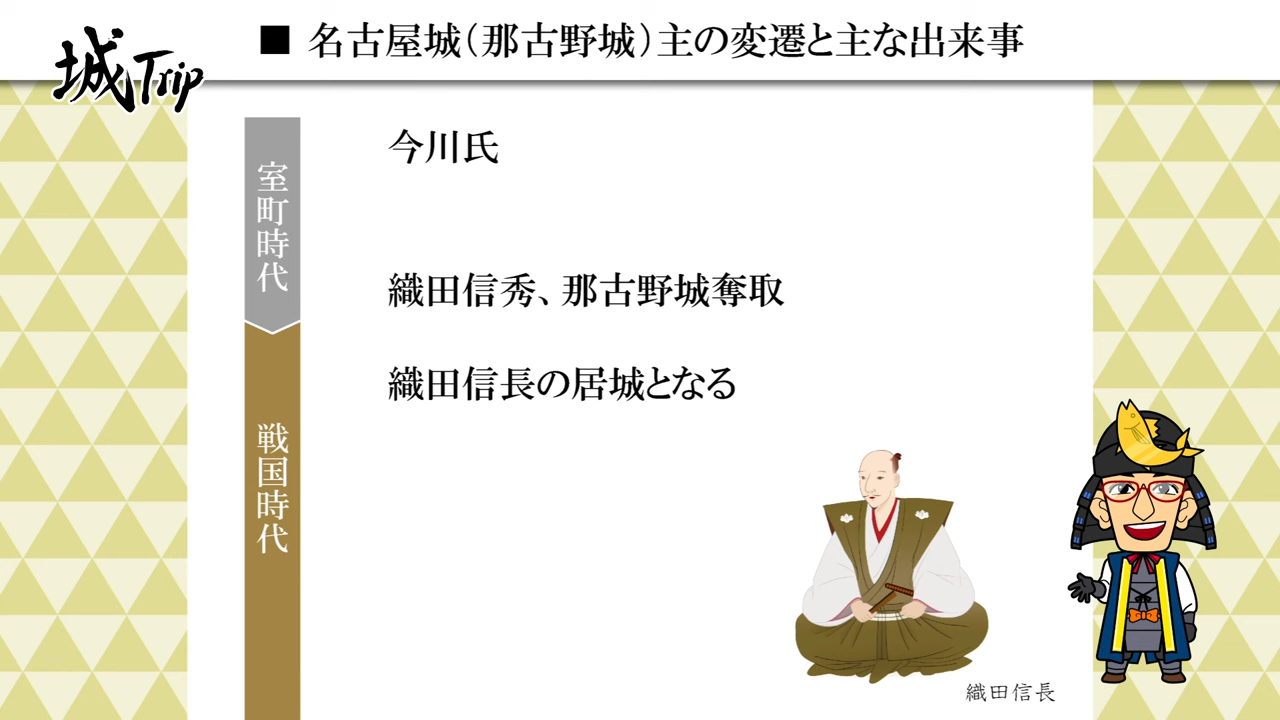 城Trip
■ 名古屋城（那古野城）主の変遷と主な出来事
室町時代
今川氏
織田信秀、那古野城奪取
織田信長の居城となる
戦国時代
織田信長